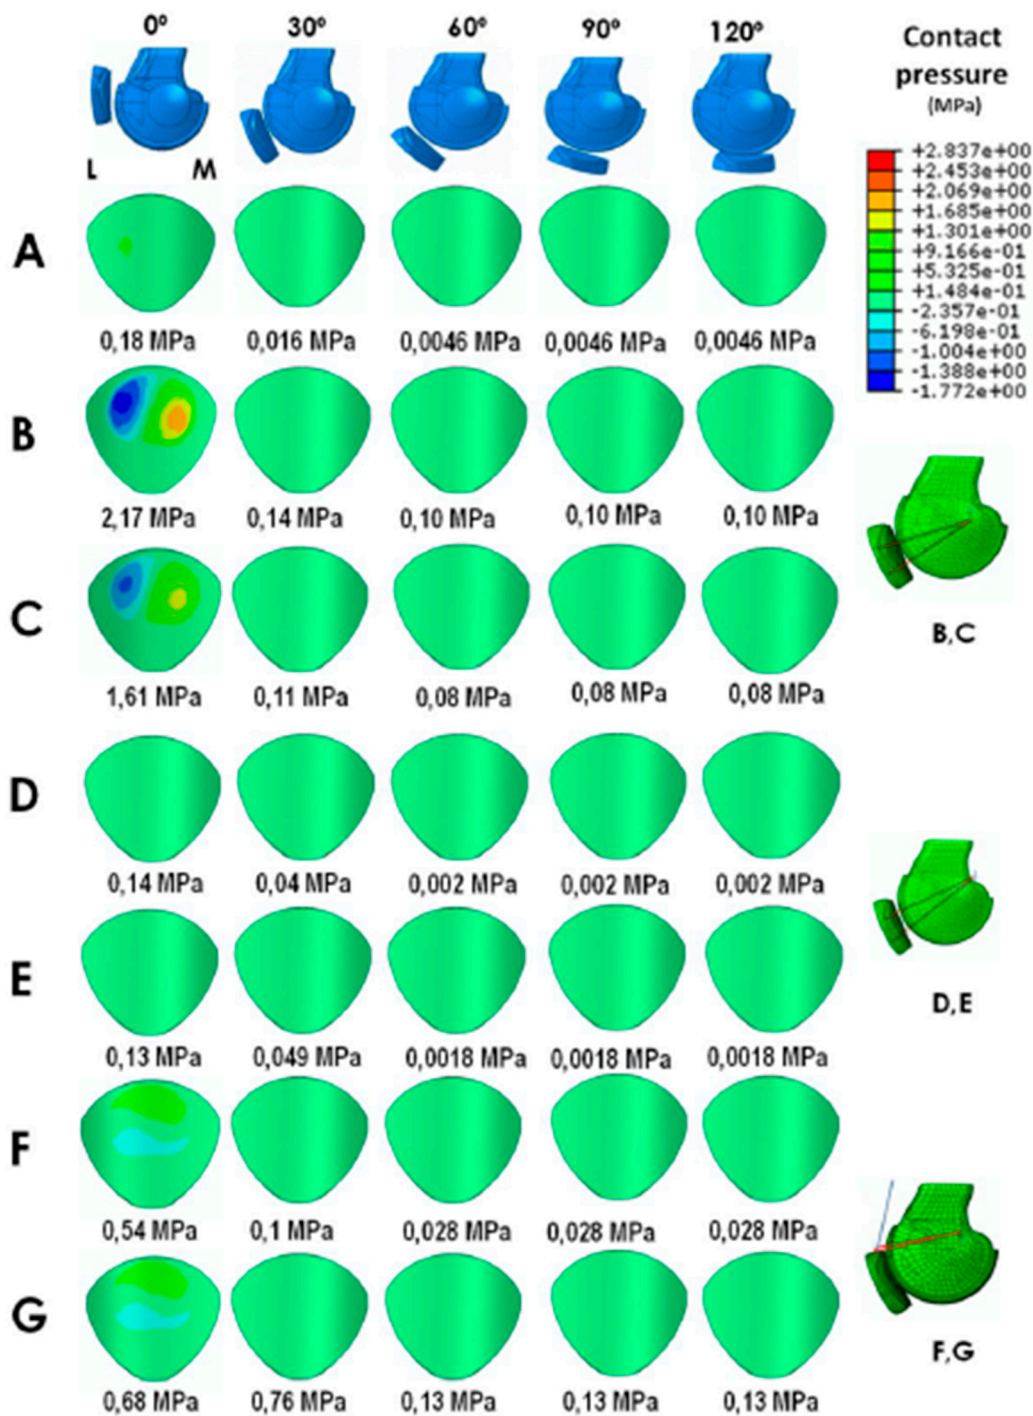 0º 30º 60º 90º 120º
Contact
pressure
(MPa)
L M
+2.837e+00
+2.453e+00
+2.069e+00
+1.685e+00
+1.301e+00
+9.166e-01
+5.325e-01
+1.484e-01
-2.357e-01
-6.198e-01
-1.004e+00
-1.388e+00
-1.772e+00
A
0,18 MPa 0,016 MPa 0,0046 MPa 0,0046 MPa 0,0046 MPa
B
2,17 MPa 0,14 MPa 0,10 MPa 0,10 MPa 0,10 MPa
C
1,61 MPa 0,11 MPa 0,08 MPa 0,08 MPa 0,08 MPa
B,C
D
0,14 MPa 0,04 MPa 0,002 MPa 0,002 MPa 0,002 MPa
E
0,13 MPa 0,049 MPa 0,0018 MPa 0,0018 MPa 0,0018 MPa
D,E
F
0,54 MPa 0,1 MPa 0,028 MPa 0,028 MPa 0,028 MPa
G
0,68 MPa 0,76 MPa 0,13 MPa 0,13 MPa 0,13 MPa
F,G